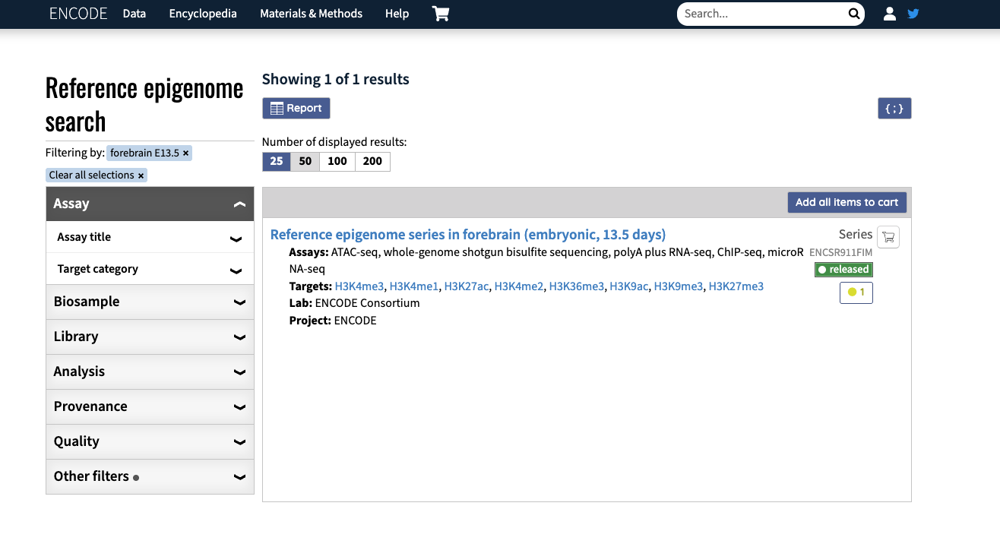 ENCODE Data Encyclopedia Materials & Methods Help Search...
Reference epigenome
search
Filtering by: forebrain E13.5 ×
Clear all selections ×
Assay
Assay title
Target category
Biosample
Library
Analysis
Provenance
Quality
Other filters
Showing 1 of 1 results
Report {;}
Number of displayed results:
25 50 100 200
Add all items to cart
Reference epigenome series in forebrain (embryonic, 13.5 days) Series
Assays: ATAC-seq, whole-genome shotgun bisulfite sequencing, polyA plus RNA-seq, ChIP-seq, microR ENCSR911FIM
NA-seq released
Targets: H3K4me3, H3K4me1, H3K27ac, H3K4me2, H3K36me3, H3K9ac, H3K9me3, H3K27me3 1
Lab: ENCODE Consortium
Project: ENCODE